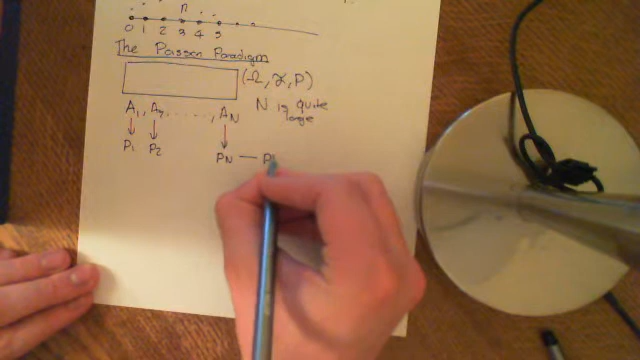 n
0 1 2 3 4 5
The Poisson Paradigm
(Ω, F, P)
A1, A2, ......, AN N is quite
large
P1 P2 PN — P